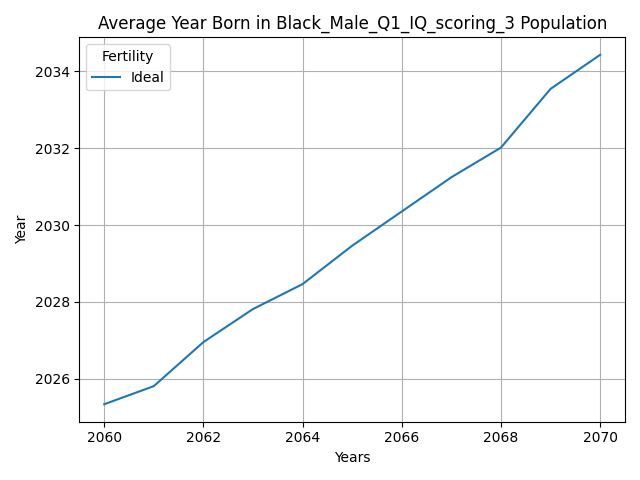 Average Year Born in Black_Male_Q1_IQ_scoring_3 Population
Fertility
Ideal
Year
2034
2032
2030
2028
2026
2060 2062 2064 2066 2068 2070
Years